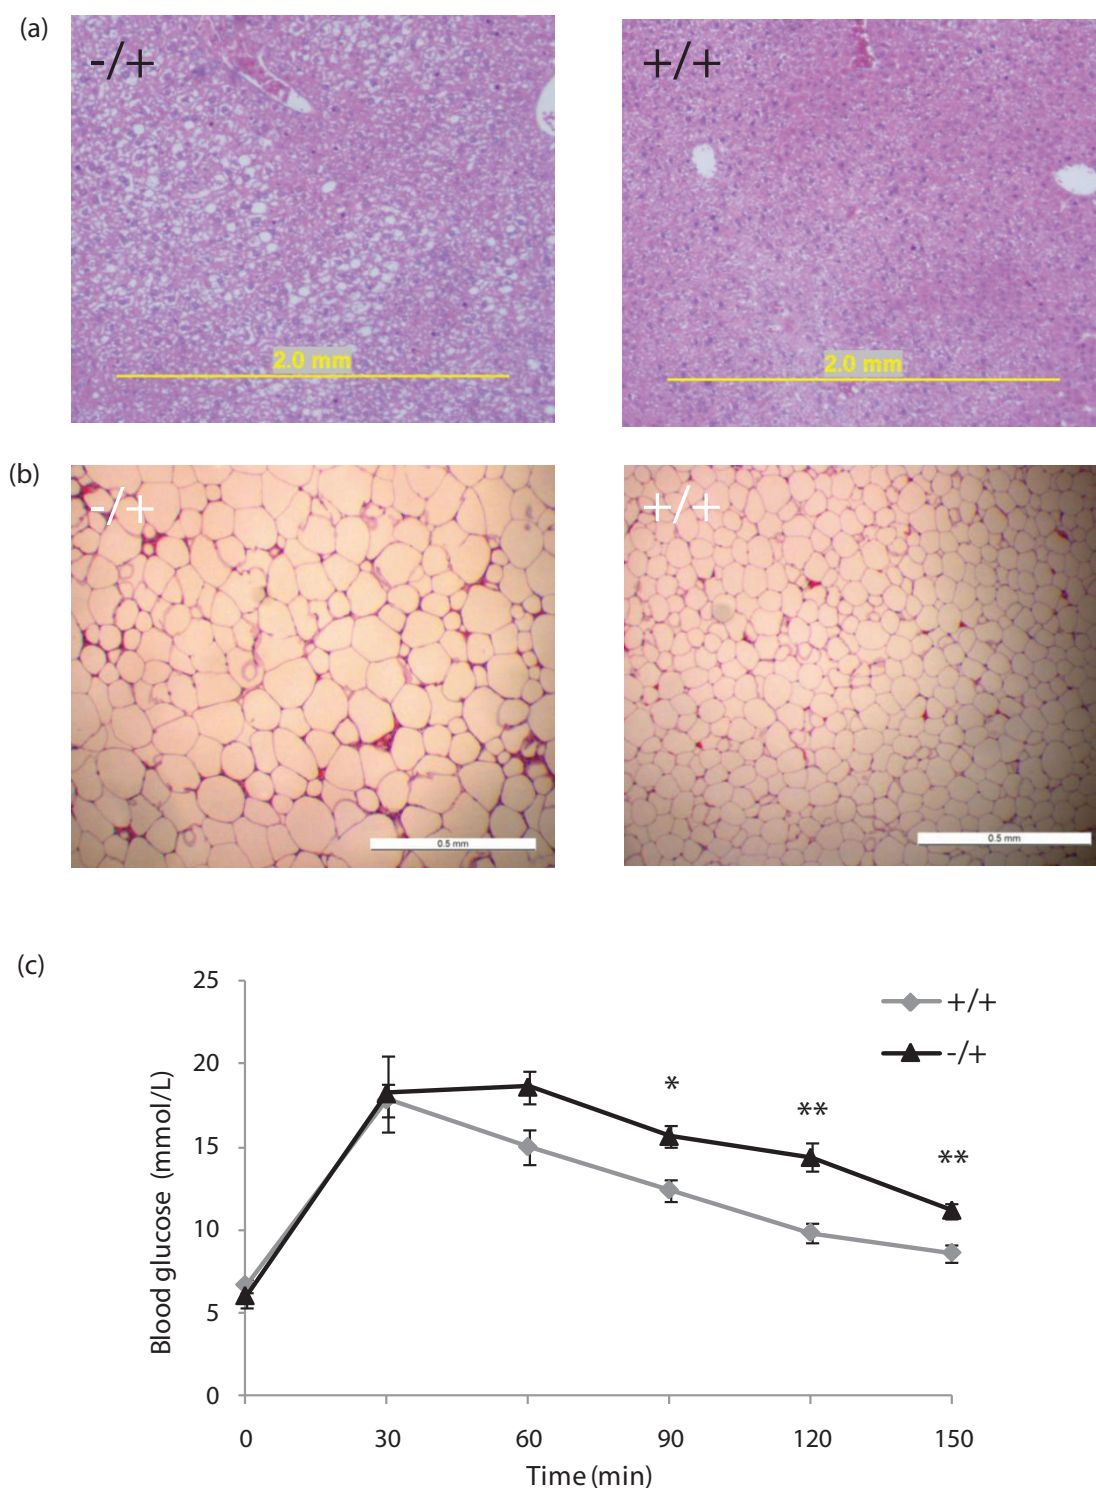 (a)
-/+
+/+
2.0 mm
2.0 mm
(b)
-/+
+/+
0.5 mm
0.5 mm
(c)
25
20
15
10
5
0
Blood glucose (mmol/L)
+/+
-/+
*
**
**
0 30 60 90 120 150
Time (min)